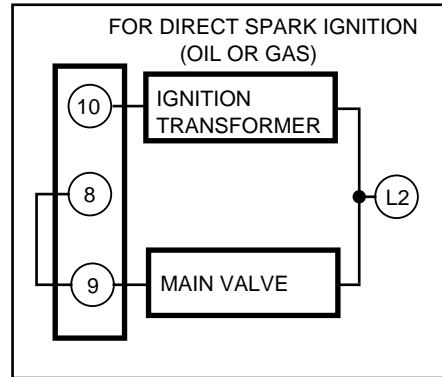 FOR DIRECT SPARK IGNITION
(OIL OR GAS)
10
IGNITION
TRANSFORMER
8
L2
9
MAIN VALVE